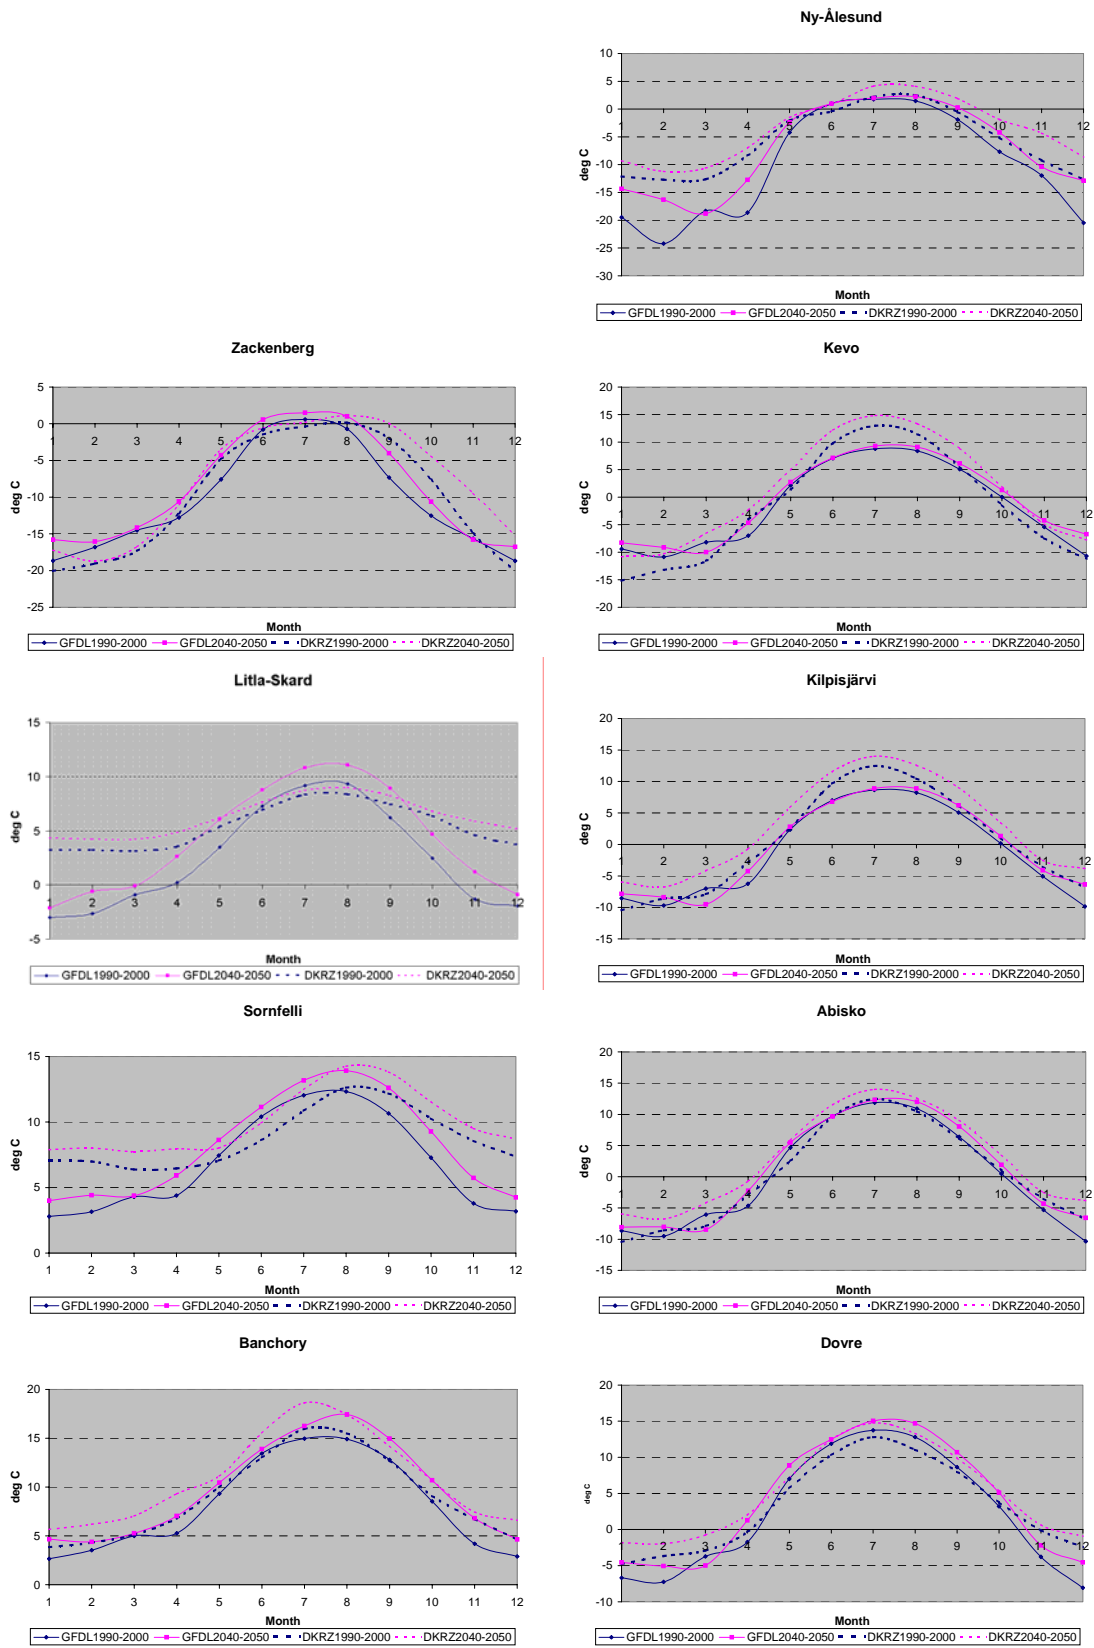 Ny-Ålesund
10
5
0
-5
-10
-15
-20
-25
-30
deg C
1 2 3 4 5 6 7 8 9 10 11 12
Month
GFDL1990-2000 GFDL2040-2050 DKRZ1990-2000 DKRZ2040-2050
Zackenberg
5
0
-5
-10
-15
-20
-25
deg C
1 2 3 4 5 6 7 8 9 10 11 12
Month
GFDL1990-2000 GFDL2040-2050 DKRZ1990-2000 DKRZ2040-2050
Kevo
20
15
10
5
0
-5
-10
-15
-20
deg C
1 2 3 4 5 6 7 8 9 10 11 12
Month
GFDL1990-2000 GFDL2040-2050 DKRZ1990-2000 DKRZ2040-2050
Litla-Skard
15
10
5
0
-5
deg C
1 2 3 4 5 6 7 8 9 10 11 12
Month
GFDL1990-2000 GFDL2040-2050 DKRZ1990-2000 DKRZ2040-2050
Kilpisjärvi
20
15
10
5
0
-5
-10
-15
deg C
1 2 3 4 5 6 7 8 9 10 11 12
Month
GFDL1990-2000 GFDL2040-2050 DKRZ1990-2000 DKRZ2040-2050
Sornfelli
15
10
5
0
deg C
1 2 3 4 5 6 7 8 9 10 11 12
Month
GFDL1990-2000 GFDL2040-2050 DKRZ1990-2000 DKRZ2040-2050
Abisko
20
15
10
5
0
-5
-10
-15
deg C
1 2 3 4 5 6 7 8 9 10 11 12
Month
GFDL1990-2000 GFDL2040-2050 DKRZ1990-2000 DKRZ2040-2050
Banchory
20
15
10
5
0
deg C
1 2 3 4 5 6 7 8 9 10 11 12
Month
GFDL1990-2000 GFDL2040-2050 DKRZ1990-2000 DKRZ2040-2050
Dovre
20
15
10
5
0
-5
-10
deg C
1 2 3 4 5 6 7 8 9 10 11 12
Month
GFDL1990-2000 GFDL2040-2050 DKRZ1990-2000 DKRZ2040-2050